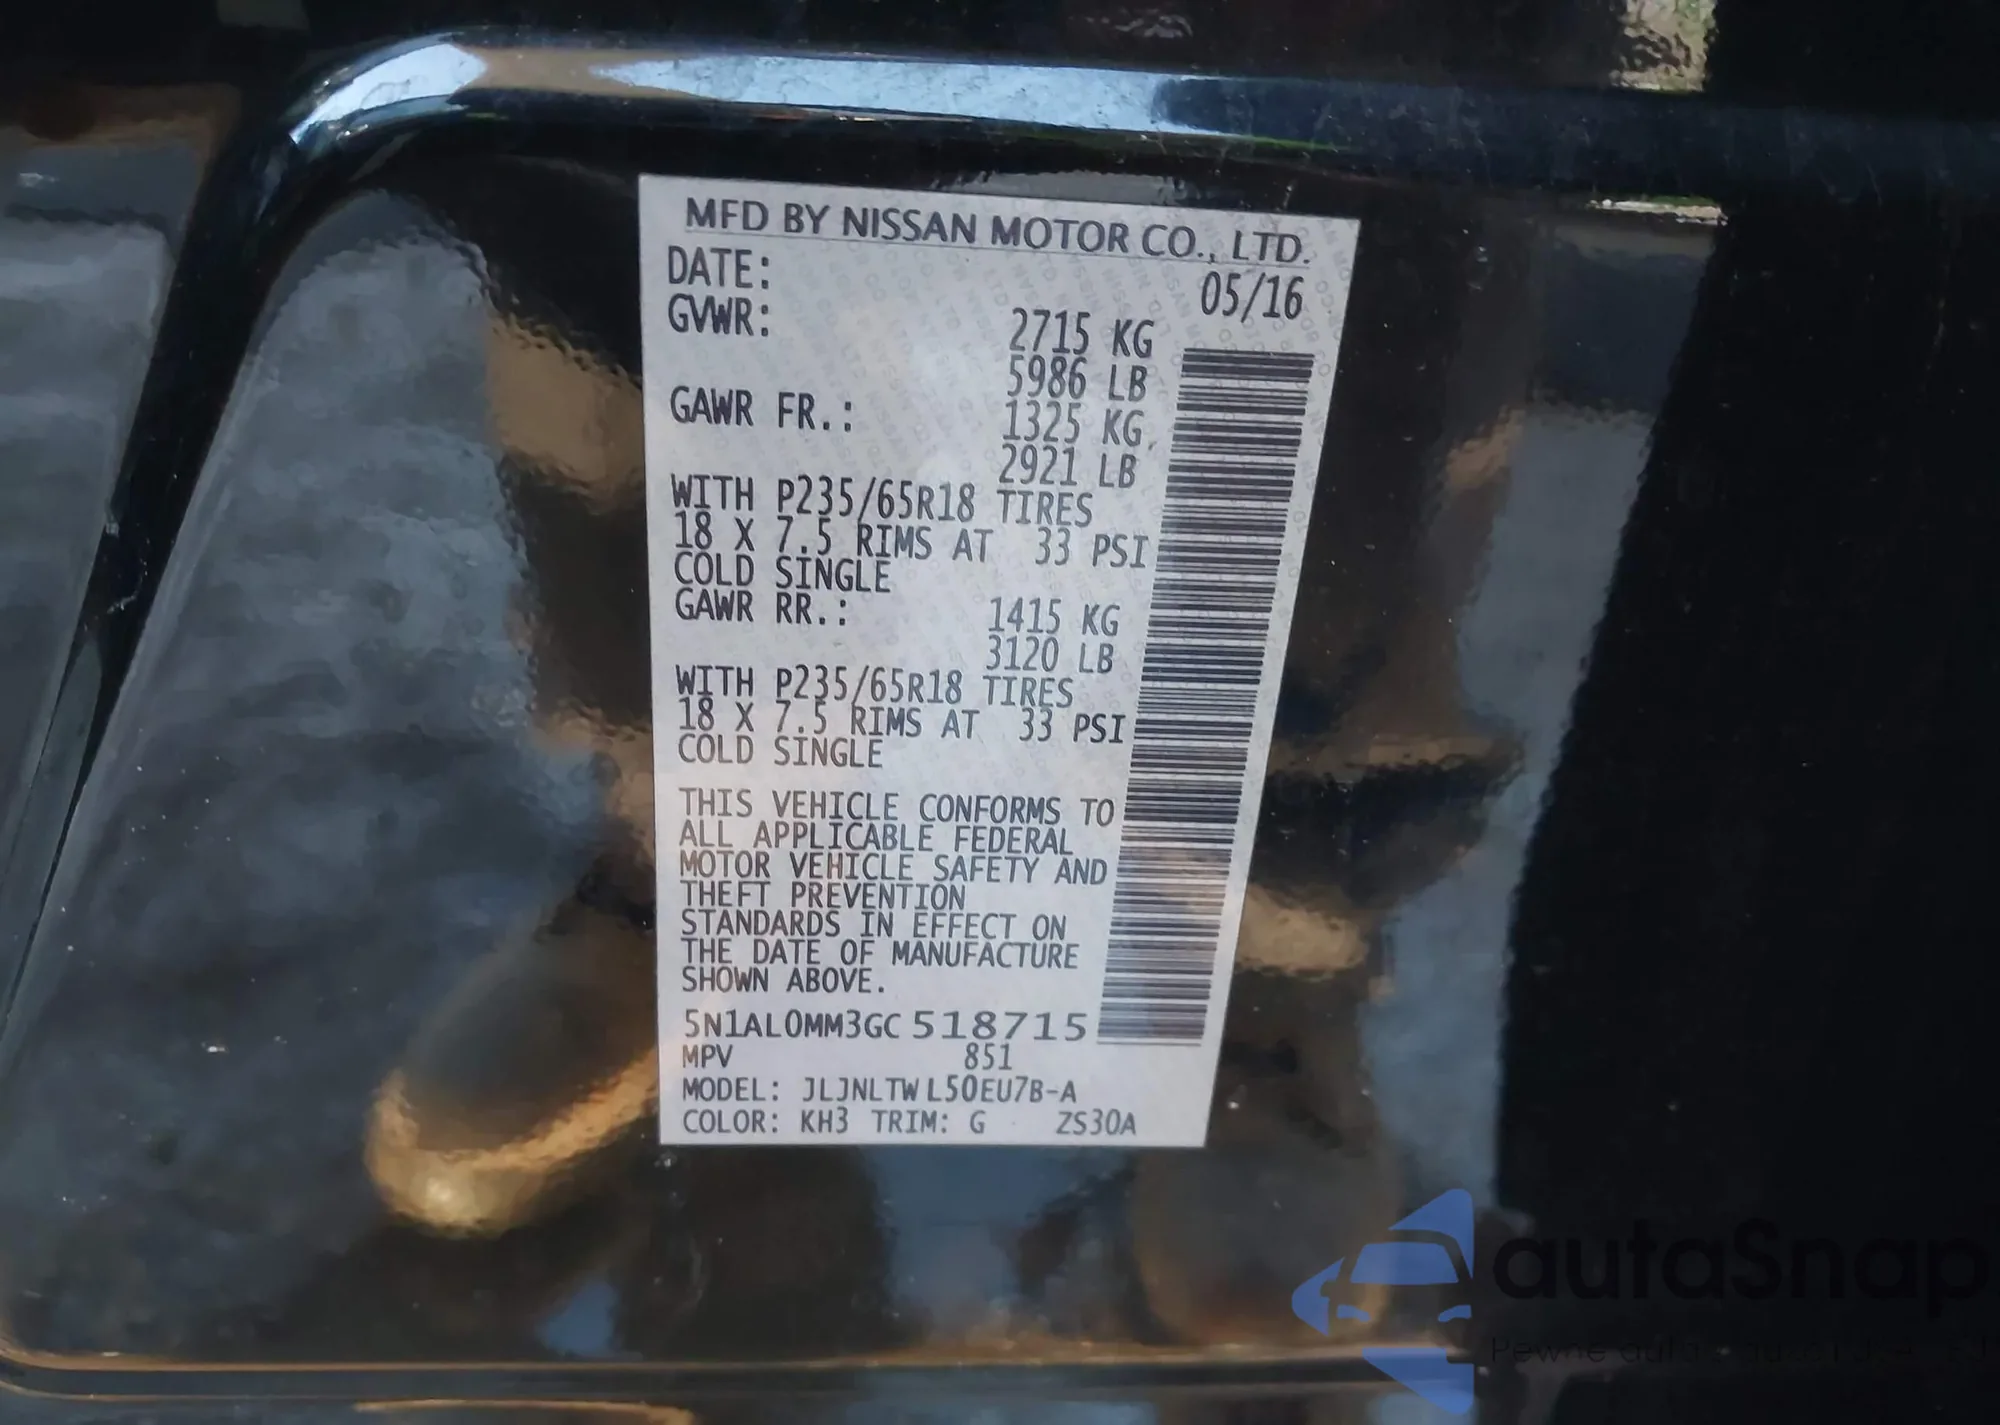 MFD BY NISSAN MOTOR CO., LTD.
DATE: 05/16
GVWR: 2715 KG
5986 LB
GAWR FR.: 1325 KG
2921 LB
WITH P235/65R18 TIRES
18 X 7.5 RIMS AT 33 PSI
COLD SINGLE
GAWR RR.: 1415 KG
3120 LB
WITH P235/65R18 TIRES
18 X 7.5 RIMS AT 33 PSI
COLD SINGLE
THIS VEHICLE CONFORMS TO
ALL APPLICABLE FEDERAL
MOTOR VEHICLE SAFETY AND
THEFT PREVENTION
STANDARDS IN EFFECT ON
THE DATE OF MANUFACTURE
SHOWN ABOVE.
5N1AL0MM3GC518715
MPV 851
MODEL: JLJNLTWL50EU7B-A
COLOR: KH3 TRIM: G ZS30A
autaSnap
Pewne auta